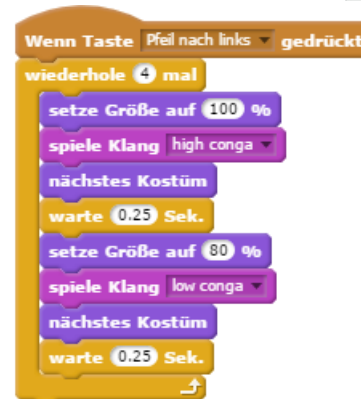 Wenn Taste Pfeil nach links gedrückt
wiederhole 4 mal
setze Größe auf 100 %
spiele Klang high conga
nächstes Kostüm
warte 0.25 Sek.
setze Größe auf 80 %
spiele Klang low conga
nächstes Kostüm
warte 0.25 Sek.